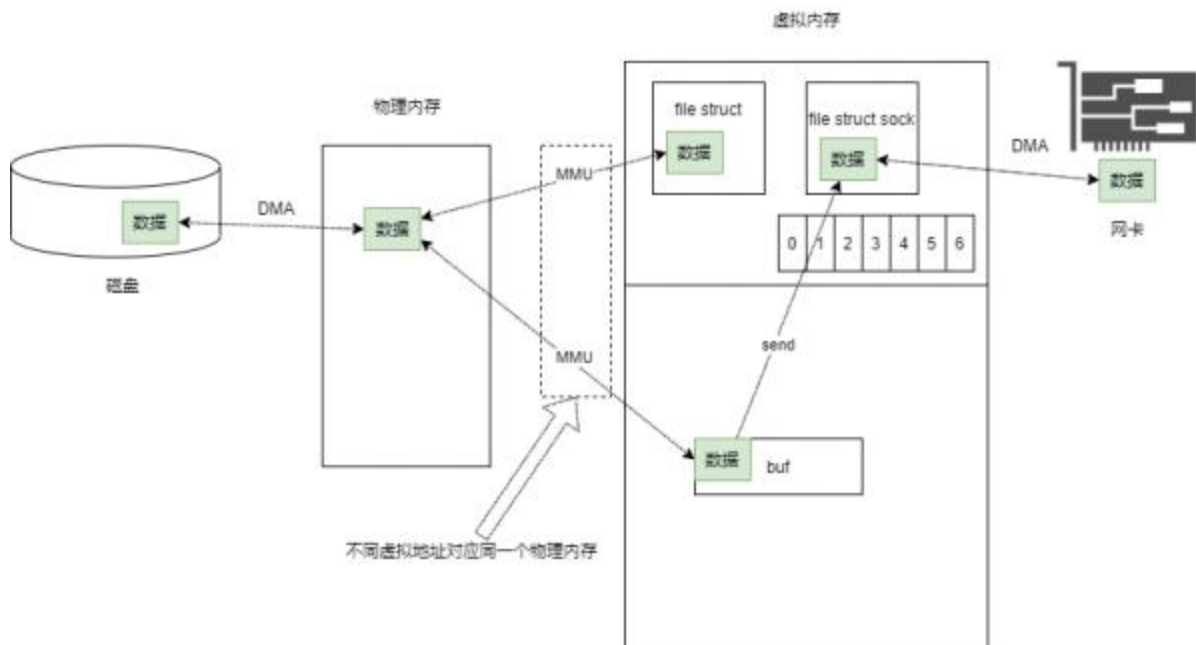 虚拟内存
物理内存
file struct
file struct sock
数据
数据
MMU
DMA
数据
数据
DMA
数据
网卡
0 1 2 3 4 5 6
磁盘
send
MMU
数据
buf
不同虚拟地址对应同一个物理内存